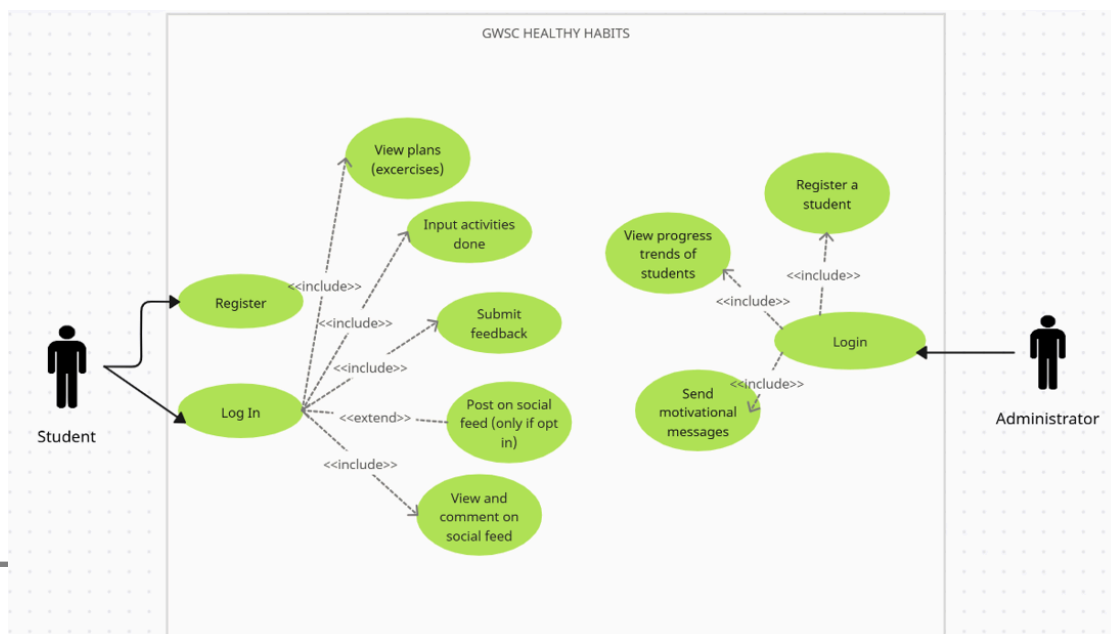 GWSC HEALTHY HABITS
View plans
(excercises)
Input activities
done
<<include>>
Register
<<include>>
Submit
feedback
<<include>>
Log In
<<extend>>
Post on social
feed (only if opt
in)
<<include>>
View and
comment on
social feed
Student
Register a
student
View progress
trends of
students
<<include>>
<<include>>
Login
<<include>>
Send
motivational
messages
Administrator